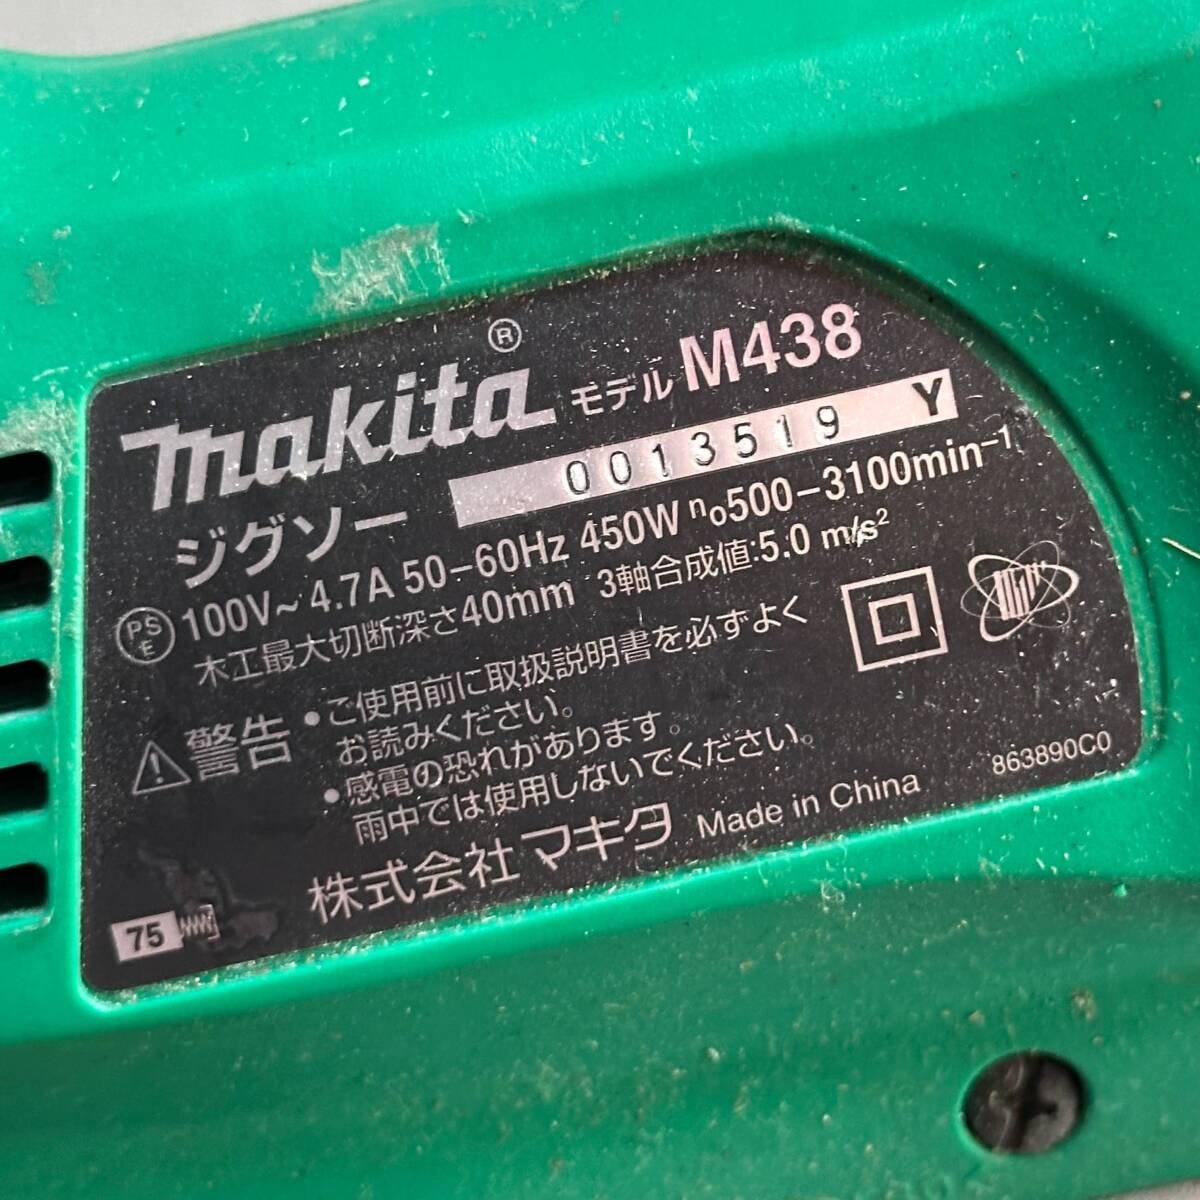 makita® モデル M438
0013519 Y
ジグソー
PSE 100V~ 4.7A 50-60Hz 450W n₀500-3100min⁻¹
木工最大切断深さ40mm 3軸合成値:5.0 m/s²
警告 •ご使用前に取扱説明書を必ずよく
お読みください。
•感電の恐れがあります。
雨中では使用しないでください。
863890C0
株式会社 マキタ Made in China
75